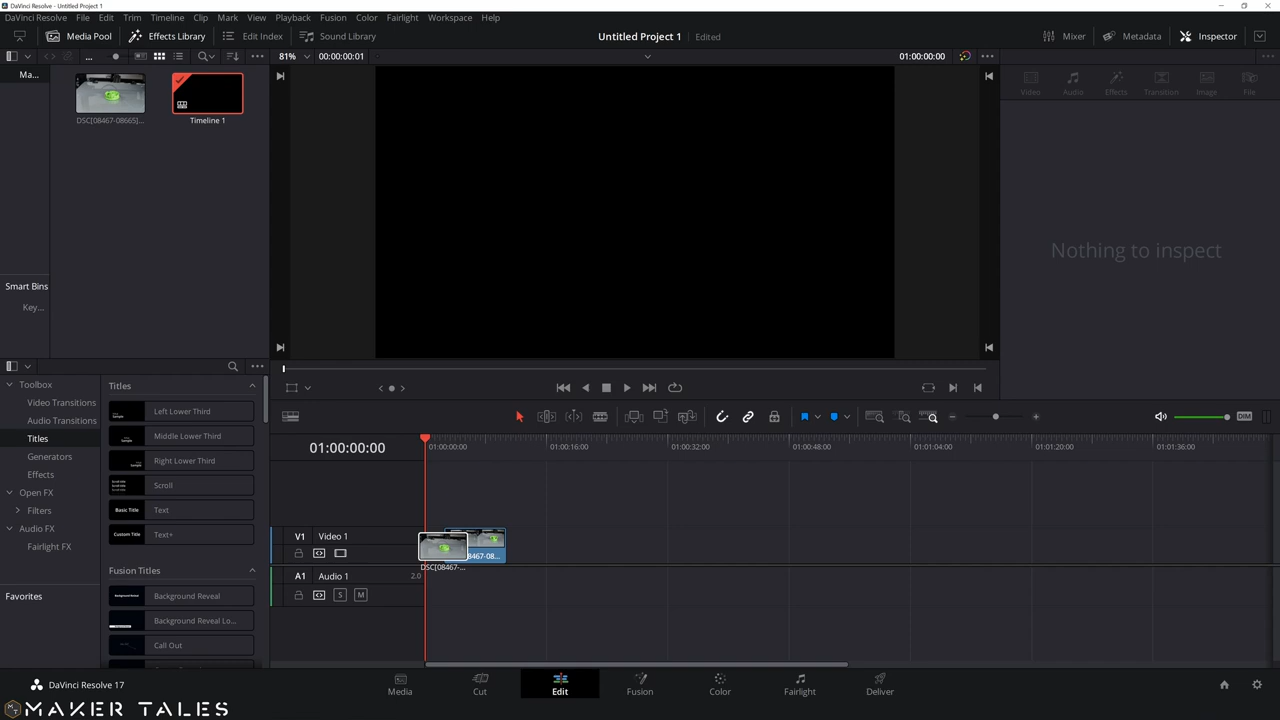 DaVinci Resolve - Untitled Project 1
DaVinci Resolve File Edit Trim Timeline Clip Mark View Playback Fusion Color Fairlight Workspace Help
Media Pool Effects Library Edit Index Sound Library Untitled Project 1 Edited Mixer Metadata Inspector
... 81% 00:00:00:01 01:00:00:00
Ma...
Video Audio Effects Transition Image File
DSC[08467-08665]... Timeline 1
Nothing to inspect
Smart Bins
Key...
Toolbox
Video Transitions
Audio Transitions
Titles
Generators
Effects
Open FX
Filters
Audio FX
Fairlight FX
Favorites
Titles
Left Lower Third
Middle Lower Third
Right Lower Third
Scroll
Basic Title Text
Custom Title Text+
Fusion Titles
Background Reveal
Background Reveal Lo...
Call Out
DIM
01:00:00:00 01:00:00:00 01:00:16:00 01:00:32:00 01:00:48:00 01:01:04:00 01:01:20:00 01:01:36:00
V1 Video 1
8467-08...
DSC[08467-...
A1 Audio 1 2.0
S M
DaVinci Resolve 17 Media Cut Edit Fusion Color Fairlight Deliver
MAKER TALES